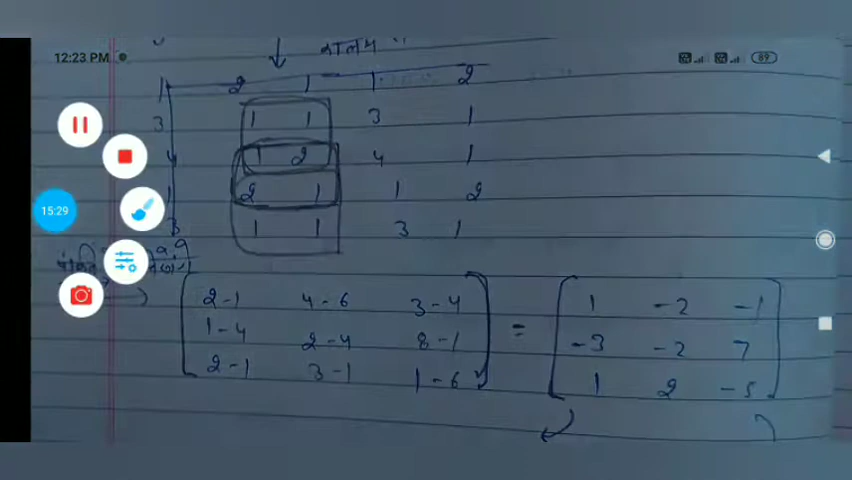 12:23 PM
89
1 2 1 1 2
3 1 1 3 1
4 1 2 4 1
1 2 1 1 2
3 1 1 3 1
15:29
2-1 4-6 3-4 = 1 -2 -1
1-4 2-4 8-1 -3 -2 7
2-1 3-1 1-6 1 2 -5